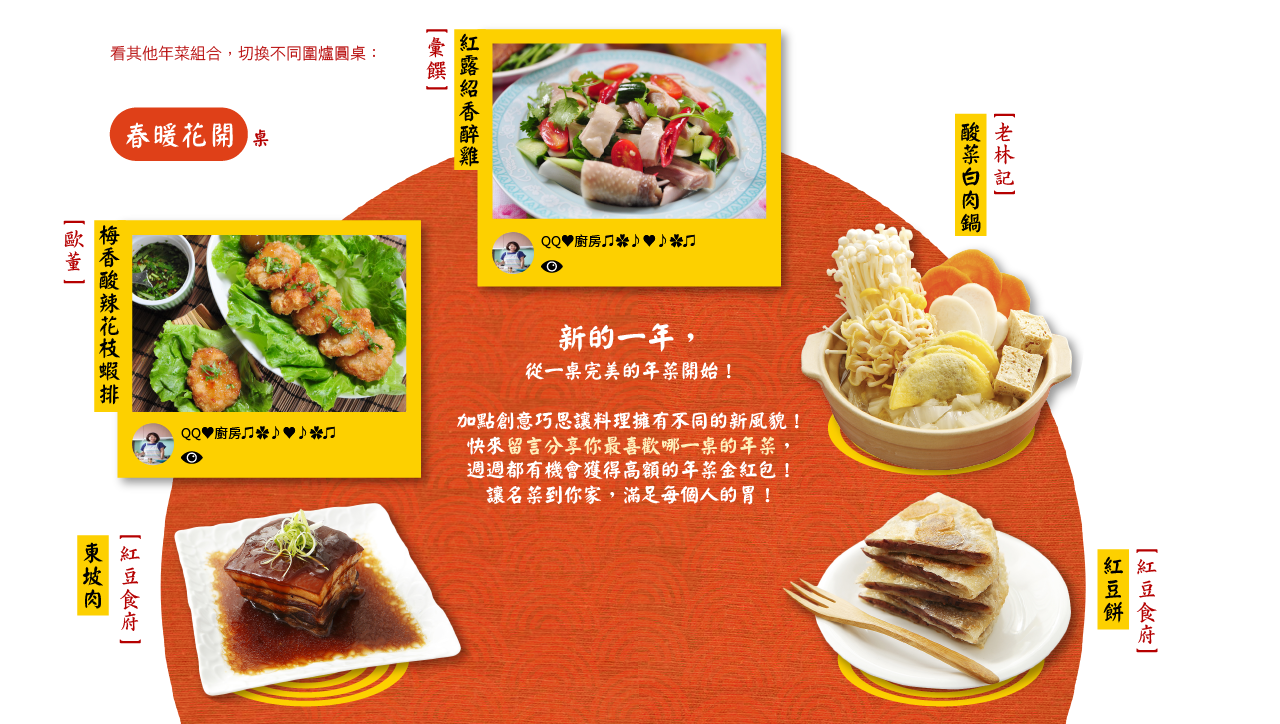 看其他年菜組合，切換不同圍爐圓桌：
春暖花開 桌
[彙饌]
紅露紹香醉雞
QQ♥廚房♫✿♪♥♪✿♫
[老林記]
酸菜白肉鍋
[歐董]
梅香酸辣花枝蝦排
QQ♥廚房♫✿♪♥♪✿♫
新的一年，
從一桌完美的年菜開始！
加點創意巧思讓料理擁有不同的新風貌！
快來留言分享你最喜歡哪一桌的年菜，
週週都有機會獲得高額的年菜金紅包！
讓名菜到你家，滿足每個人的胃！
東坡肉
[紅豆食府]
紅豆餅
[紅豆食府]